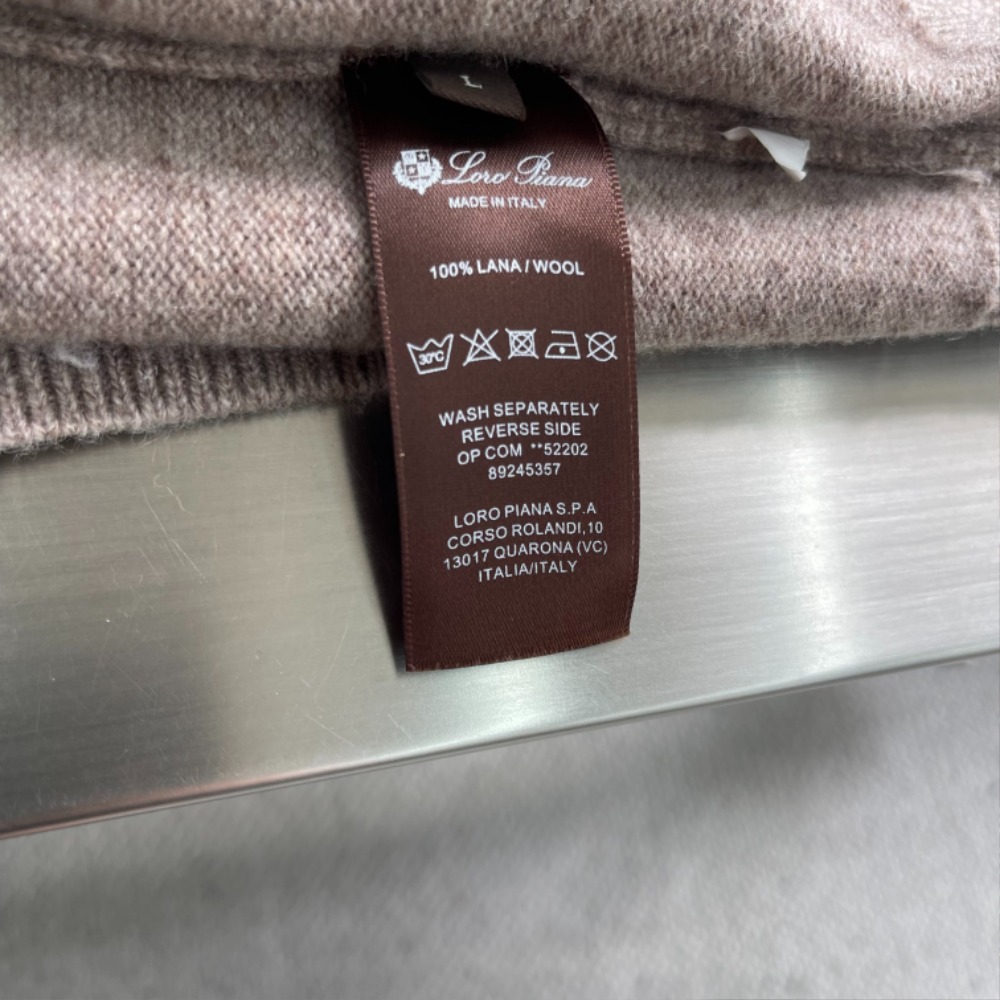 L
Loro Piana
MADE IN ITALY
100% LANA / WOOL
30°C
WASH SEPARATELY
REVERSE SIDE
OP COM **52202
89245357
LORO PIANA S.P.A
CORSO ROLANDI,10
13017 QUARONA (VC)
ITALIA/ITALY